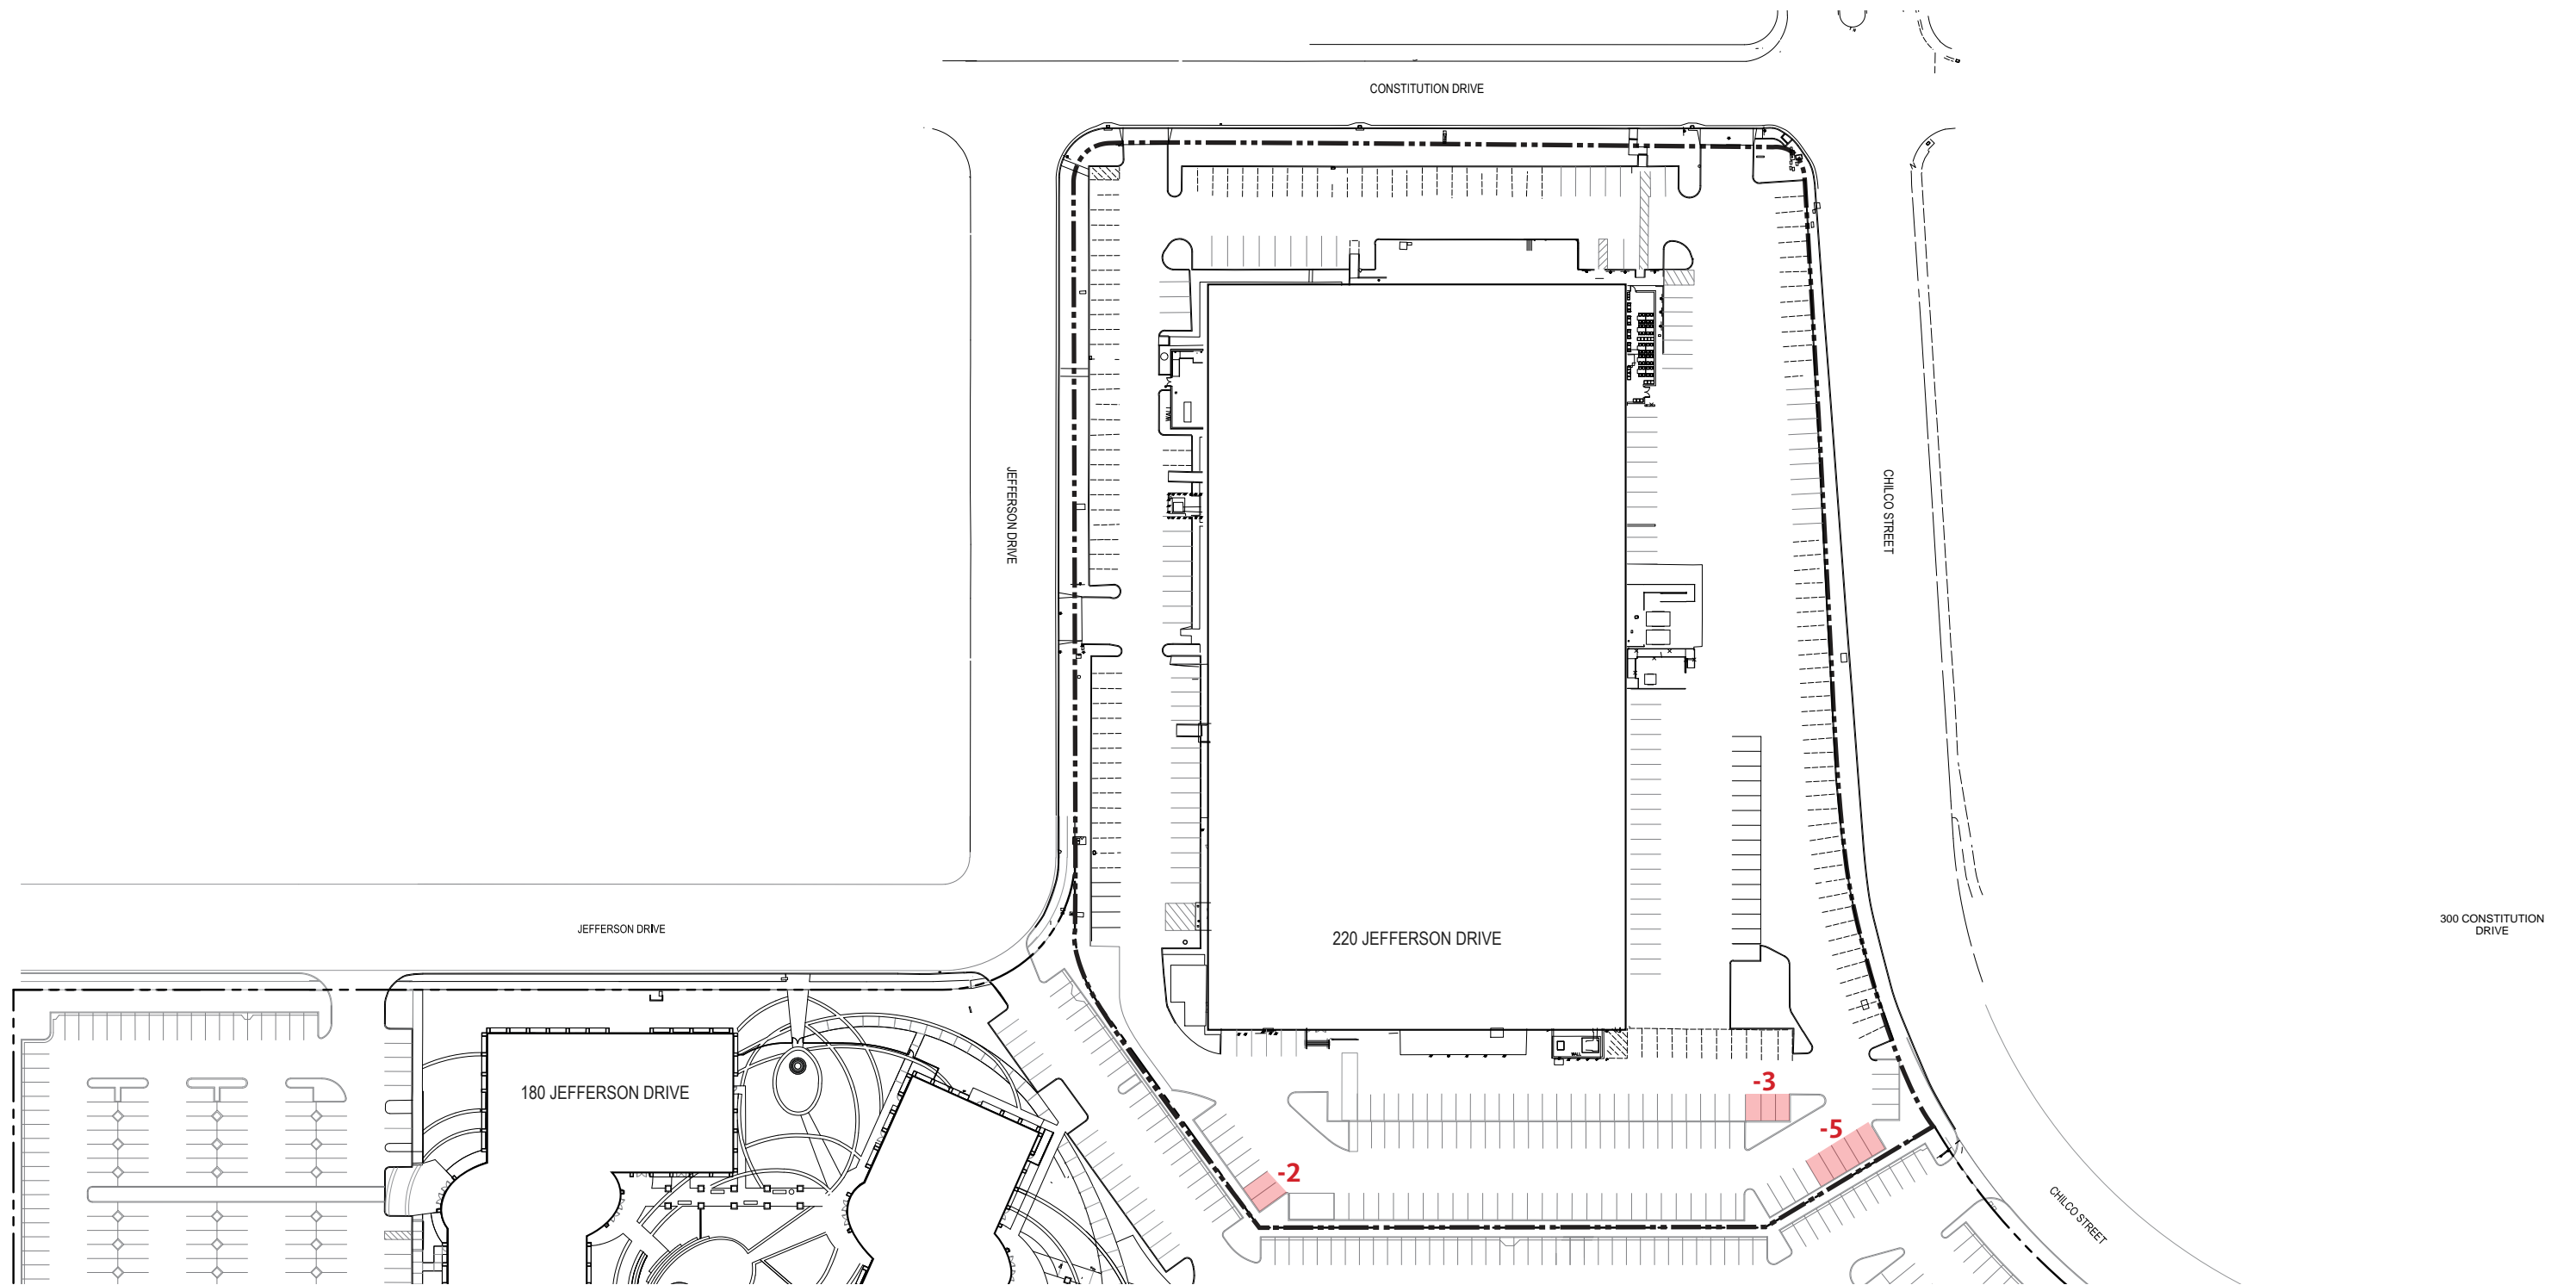 CONSTITUTION DRIVE
JEFFERSON DRIVE
CHILCO STREET
300 CONSTITUTION
DRIVE
JEFFERSON DRIVE
220 JEFFERSON DRIVE
180 JEFFERSON DRIVE
-3
-5
-2
CHILCO STREET